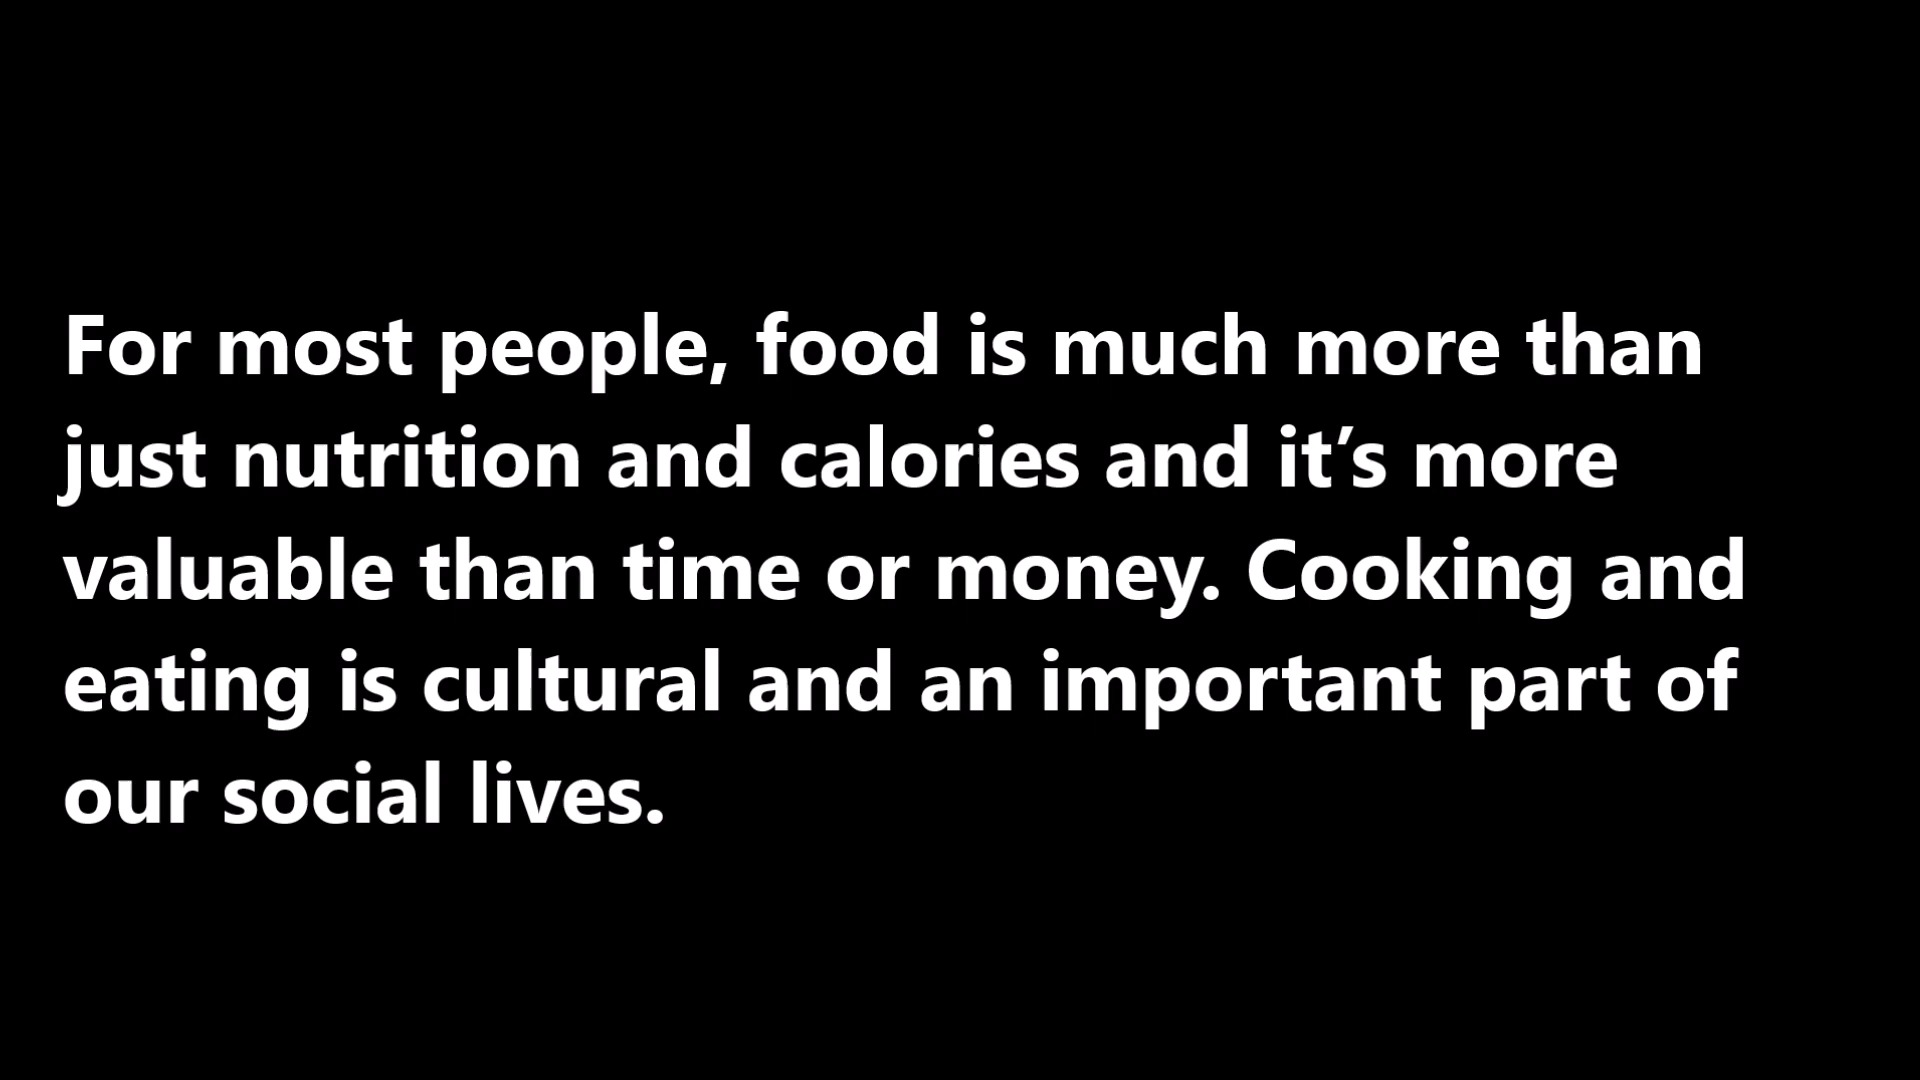 For most people, food is much more than
just nutrition and calories and it’s more
valuable than time or money. Cooking and
eating is cultural and an important part of
our social lives.